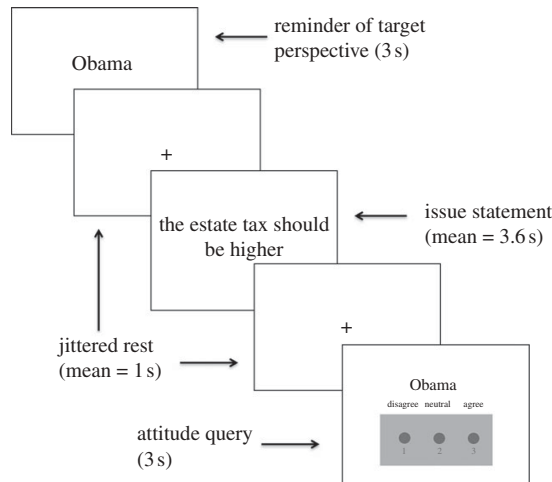 Obama
reminder of target
perspective (3 s)
+
the estate tax should
be higher
issue statement
(mean = 3.6 s)
+
jittered rest
(mean = 1 s)
Obama
disagree neutral agree
1 2 3
attitude query
(3 s)